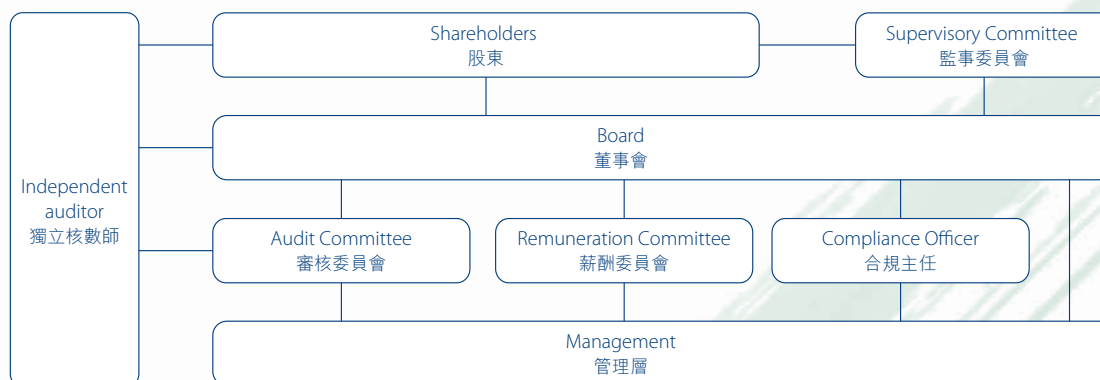 Shareholders
股東
Supervisory Committee
監事委員會
Board
董事會
Independent
auditor
獨立核數師
Audit Committee
審核委員會
Remuneration Committee
薪酬委員會
Compliance Officer
合規主任
Management
管理層